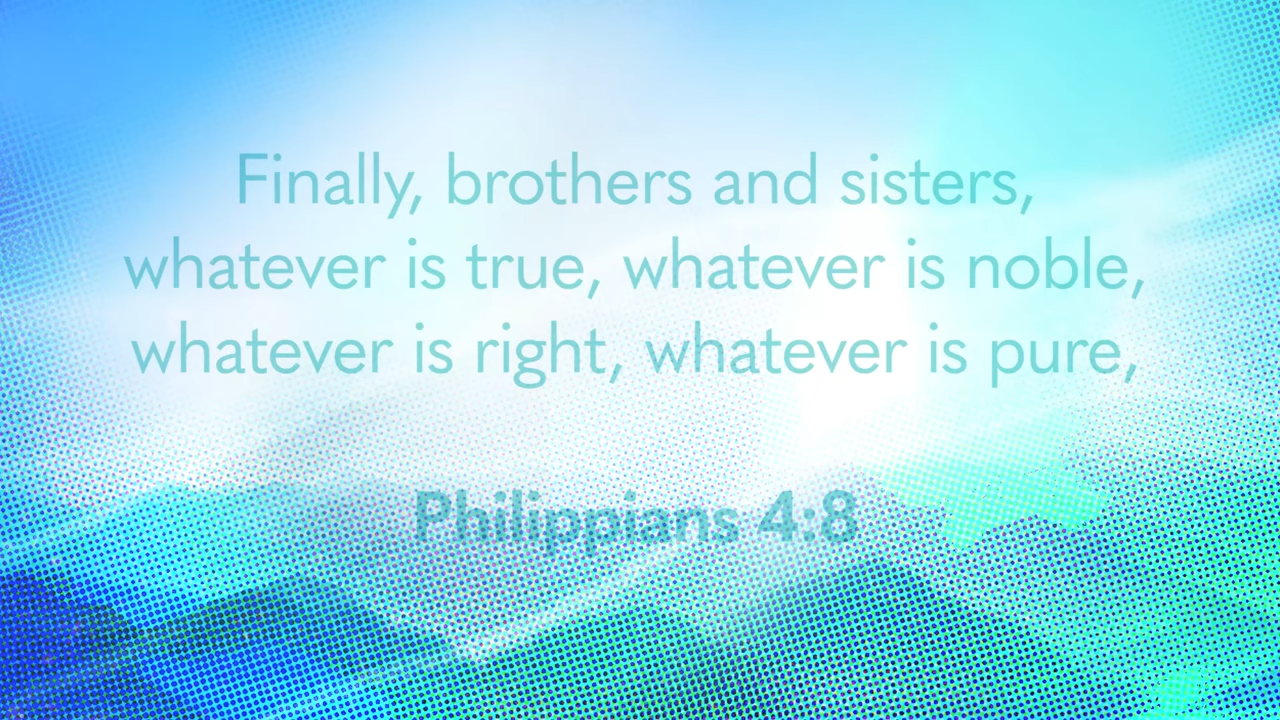 Finally, brothers and sisters,
whatever is true, whatever is noble,
whatever is right, whatever is pure,
Philippians 4:8